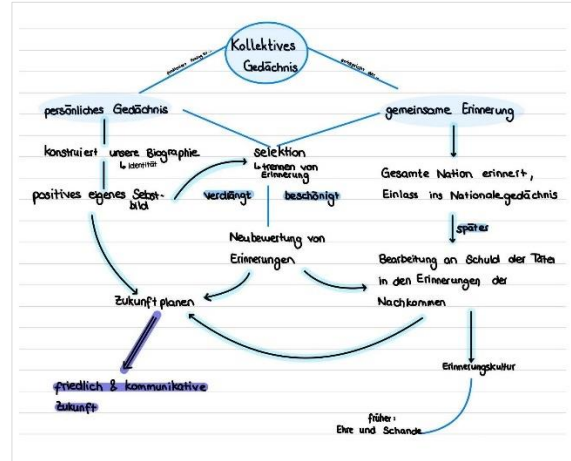 Kollektives
Gedächnis
persönliches Gedächnis
gemeinsame Erinnerung
konstruiert unsere Biographie
↳ Identität
selektion
↳ trennen von
Erinnerung
Gesamte Nation erinnert,
Einlass ins Nationalgedächnis
positives eigenes Sebst-
bild
verdrängt
beschönigt
später
Neubewertung von
Erinnerungen
Bearbeitung an Schuld der Täter
in den Erinnerungen der
Nachkommen
Zukunft planen
Erinnerungskultur
friedlich & kommunikative
Zukunft
früher:
Ehre und Schande